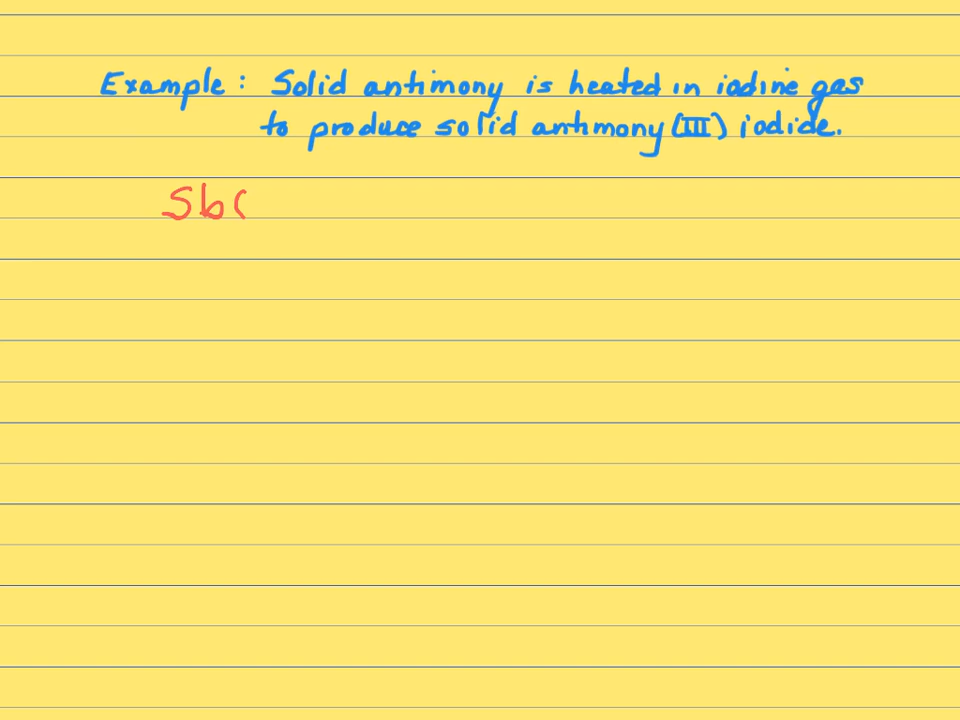 Example: Solid antimony is heated in iodine gas
to produce solid antimony (III) iodide.
Sb(